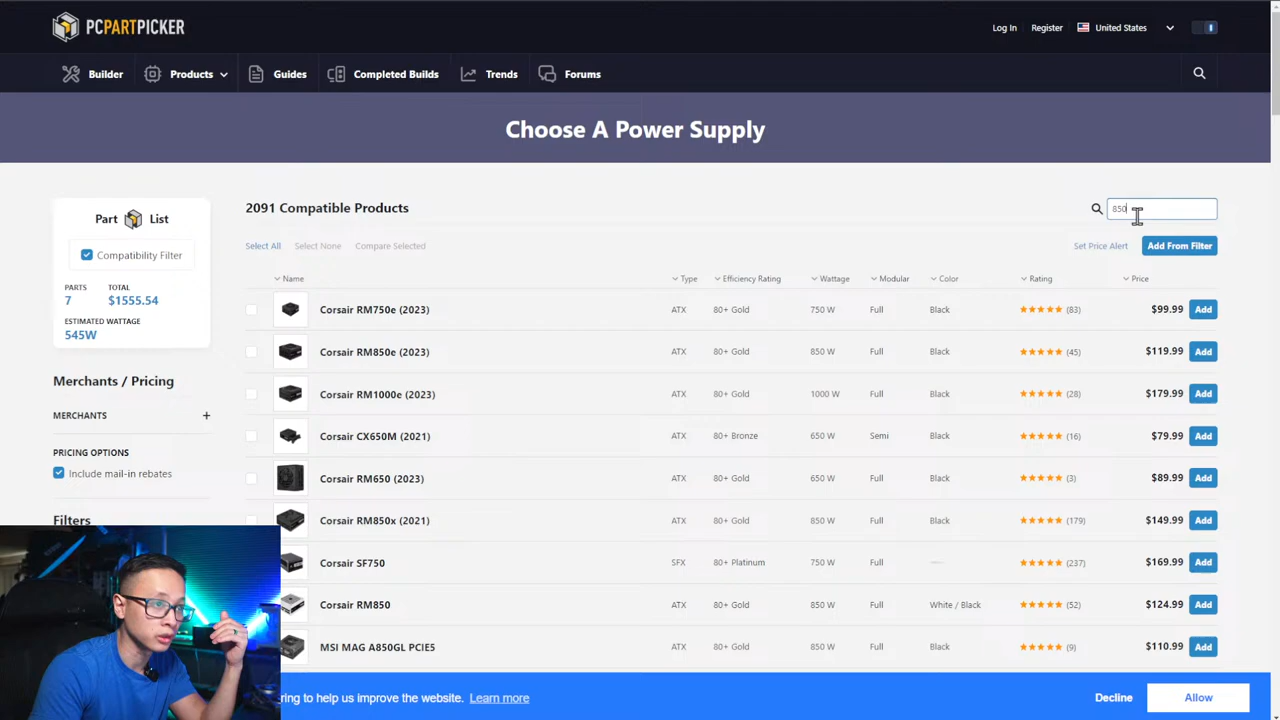 PCPARTPICKER
Log In Register United States
Builder Products Guides Completed Builds Trends Forums
Choose A Power Supply
Part List
Compatibility Filter
PARTS TOTAL
7 $1555.54
ESTIMATED WATTAGE
545W
Merchants / Pricing
MERCHANTS +
PRICING OPTIONS
Include mail-in rebates
Filters
2091 Compatible Products
850
Select All Select None Compare Selected
Set Price Alert Add From Filter
Name Type Efficiency Rating Wattage Modular Color Rating Price
Corsair RM750e (2023) ATX 80+ Gold 750 W Full Black (83) $99.99 Add
Corsair RM850e (2023) ATX 80+ Gold 850 W Full Black (45) $119.99 Add
Corsair RM1000e (2023) ATX 80+ Gold 1000 W Full Black (28) $179.99 Add
Corsair CX650M (2021) ATX 80+ Bronze 650 W Semi Black (16) $79.99 Add
Corsair RM650 (2023) ATX 80+ Gold 650 W Full Black (3) $89.99 Add
Corsair RM850x (2021) ATX 80+ Gold 850 W Full Black (179) $149.99 Add
Corsair SF750 SFX 80+ Platinum 750 W Full (237) $169.99 Add
Corsair RM850 ATX 80+ Gold 850 W Full White / Black (52) $124.99 Add
MSI MAG A850GL PCIE5 ATX 80+ Gold 850 W Full Black (9) $110.99 Add
ring to help us improve the website. Learn more
Decline Allow